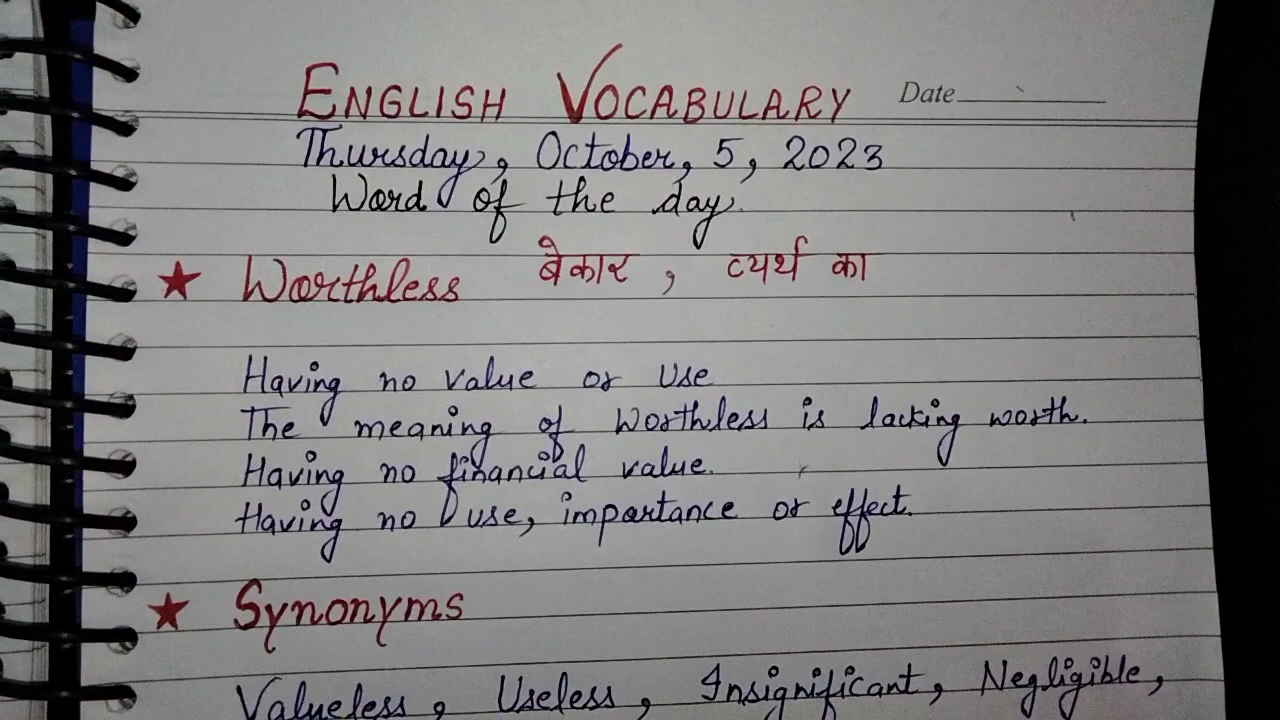 ENGLISH VOCABULARY Date
Thursday, October, 5, 2023
Word of the day.
★ Worthless बेकार, व्यर्थ का
Having no value or use
The meaning of worthless is lacking worth.
Having no financial value.
Having no use, importance or effect.
★ Synonyms
Valueless, Useless, Insignificant, Negligible,